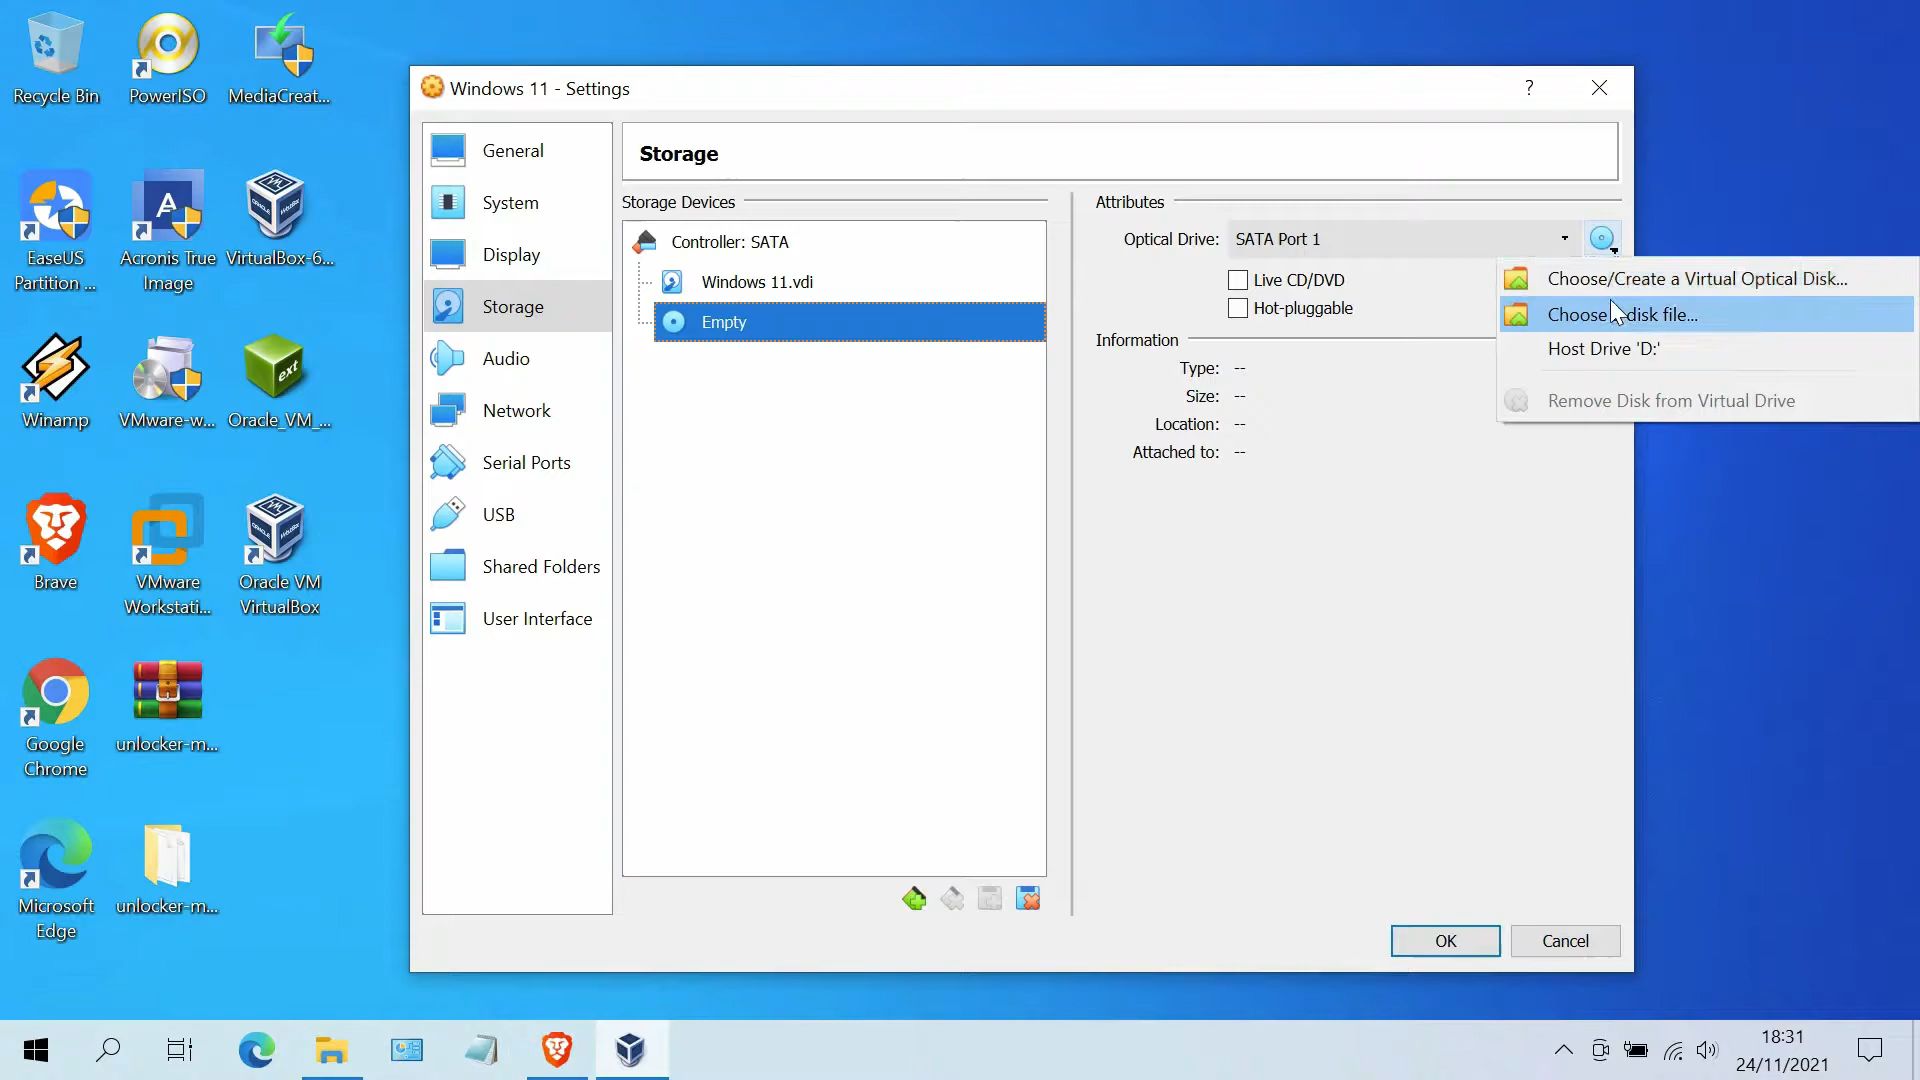 Recycle Bin
PowerISO
MediaCreat...
EaseUS
Partition ...
Acronis True
Image
VirtualBox-6...
Winamp
VMware-w...
Oracle_VM_...
ext
Brave
VMware
Workstati...
Oracle VM
VirtualBox
Google
Chrome
unlocker-m...
Microsoft
Edge
unlocker-m...
Windows 11 - Settings
?
General
System
Display
Storage
Audio
Network
Serial Ports
USB
Shared Folders
User Interface
Storage
Storage Devices
Controller: SATA
Windows 11.vdi
Empty
Attributes
Optical Drive: SATA Port 1
Live CD/DVD
Hot-pluggable
Information
Type: --
Size: --
Location: --
Attached to: --
Choose/Create a Virtual Optical Disk...
Choose disk file...
Host Drive 'D:'
Remove Disk from Virtual Drive
OK
Cancel
18:31
24/11/2021